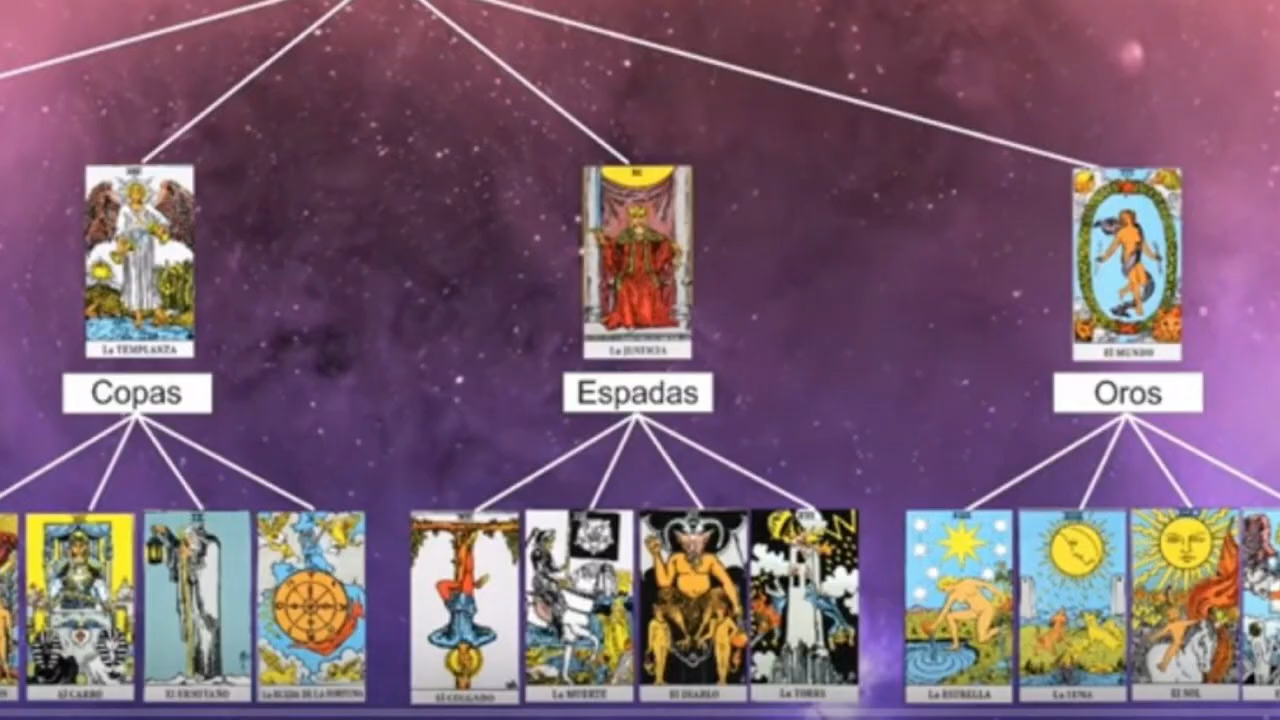 La TEMPLANZA
La JUSTICIA
El MUNDO
Copas
Espadas
Oros
El CARRO
El ERMITAÑO
La RUEDA DE LA FORTUNA
El COLGADO
La MUERTE
El DIABLO
La TORRE
La ESTRELLA
La LUNA
El SOL